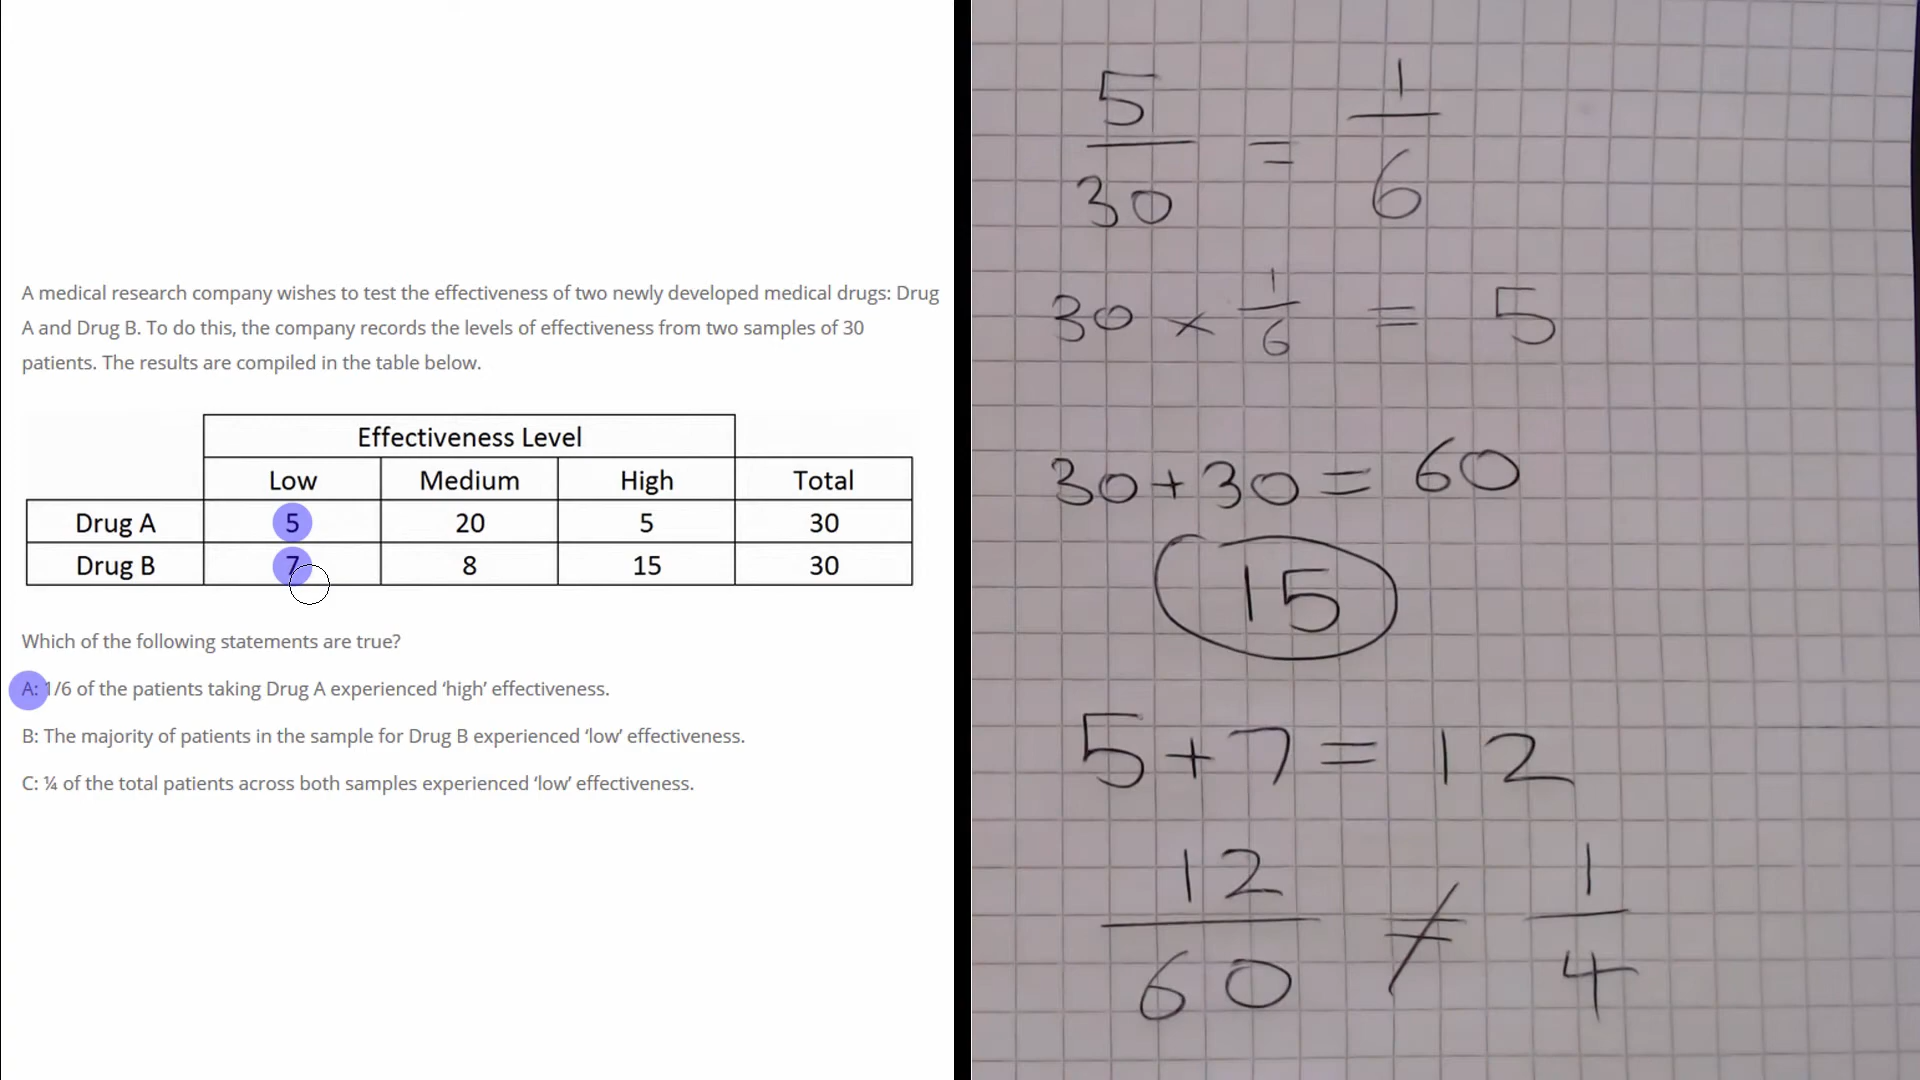 A medical research company wishes to test the effectiveness of two newly developed medical drugs: Drug
A and Drug B. To do this, the company records the levels of effectiveness from two samples of 30
patients. The results are compiled in the table below.
Effectiveness Level
Low Medium High Total
Drug A 5 20 5 30
Drug B 7 8 15 30
Which of the following statements are true?
A: 1/6 of the patients taking Drug A experienced ‘high’ effectiveness.
B: The majority of patients in the sample for Drug B experienced ‘low’ effectiveness.
C: ¼ of the total patients across both samples experienced ‘low’ effectiveness.
5/30 = 1/6
30 × 1/6 = 5
30+30 = 60
15
5+7 = 12
12/60 ≠ 1/4